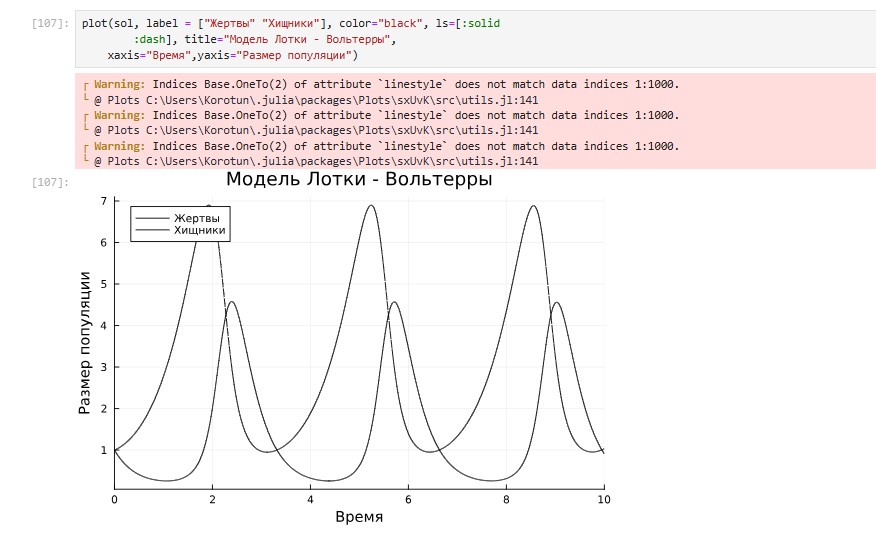 [107]: plot(sol, label = ["Жертвы" "Хищники"], color="black", ls=[:solid
:dash], title="Модель Лотки - Вольтерры",
xaxis="Время",yaxis="Размер популяции")
┌ Warning: Indices Base.OneTo(2) of attribute `linestyle` does not match data indices 1:1000.
└ @ Plots C:\Users\Korotun\.julia\packages\Plots\sxUvK\src\utils.jl:141
┌ Warning: Indices Base.OneTo(2) of attribute `linestyle` does not match data indices 1:1000.
└ @ Plots C:\Users\Korotun\.julia\packages\Plots\sxUvK\src\utils.jl:141
┌ Warning: Indices Base.OneTo(2) of attribute `linestyle` does not match data indices 1:1000.
└ @ Plots C:\Users\Korotun\.julia\packages\Plots\sxUvK\src\utils.jl:141
[107]:
Модель Лотки - Вольтерры
Жертвы
Хищники
Размер популяции
7
6
5
4
3
2
1
0 2 4 6 8 10
Время